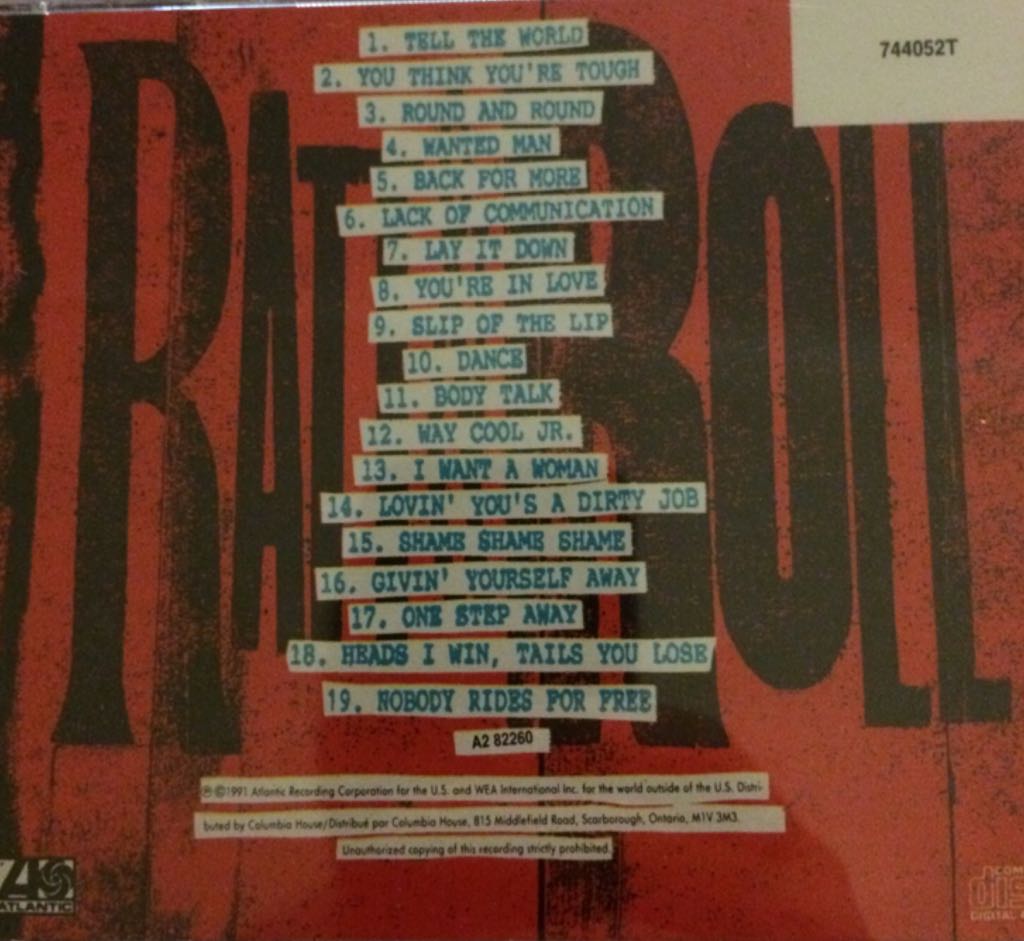 744052T
RAT
ROLL
1. TELL THE WORLD
2. YOU THINK YOU'RE TOUGH
3. ROUND AND ROUND
4. WANTED MAN
5. BACK FOR MORE
6. LACK OF COMMUNICATION
7. LAY IT DOWN
8. YOU'RE IN LOVE
9. SLIP OF THE LIP
10. DANCE
11. BODY TALK
12. WAY COOL JR.
13. I WANT A WOMAN
14. LOVIN' YOU'S A DIRTY JOB
15. SHAME SHAME SHAME
16. GIVIN' YOURSELF AWAY
17. ONE STEP AWAY
18. HEADS I WIN, TAILS YOU LOSE
19. NOBODY RIDES FOR FREE
A2 82260
℗ ©1991 Atlantic Recording Corporation for the U.S. and WEA International Inc. for the world outside of the U.S. Distri-
buted by Columbia House/Distribué par Columbia House, 815 Middlefield Road, Scarborough, Ontario, M1V 3M3.
Unauthorized copying of this recording strictly prohibited.
ATLANTIC
DIGITAL